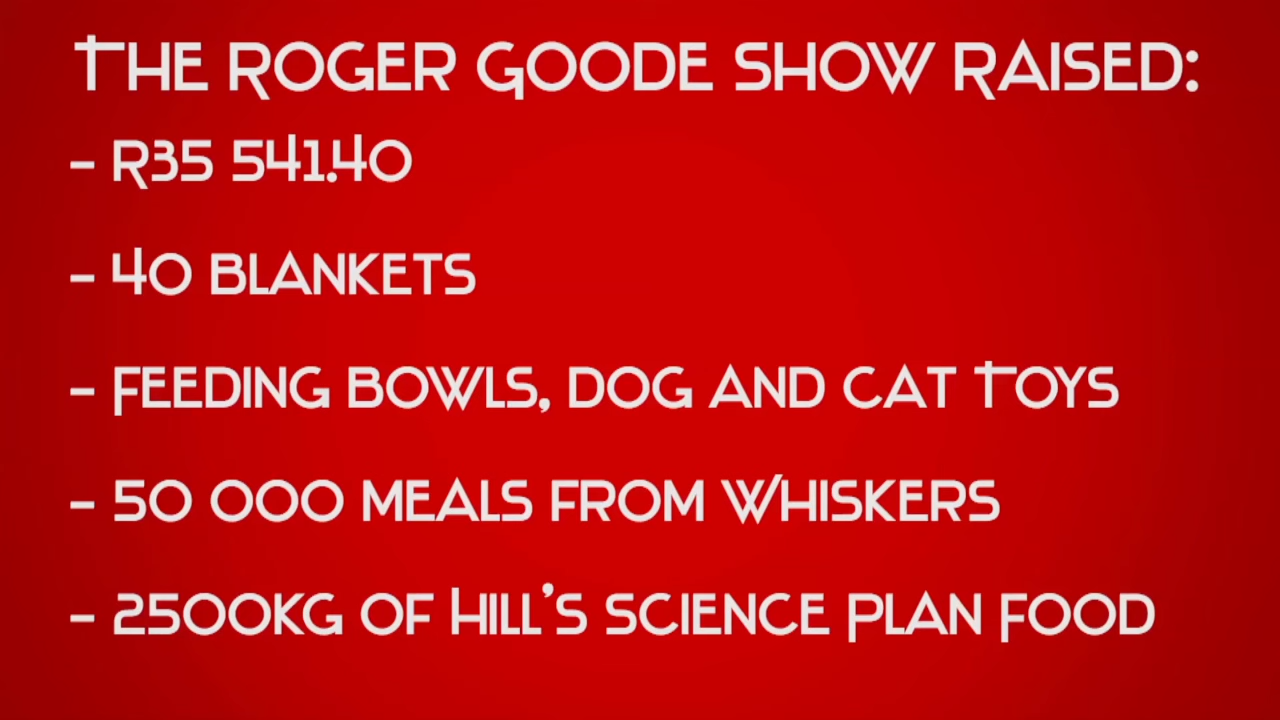 THE ROGER GOODE SHOW RAISED:
- R35 541.40
- 40 BLANKETS
- FEEDING BOWLS, DOG AND CAT TOYS
- 50 000 MEALS FROM WHISKERS
- 2500KG OF HILL'S SCIENCE PLAN FOOD